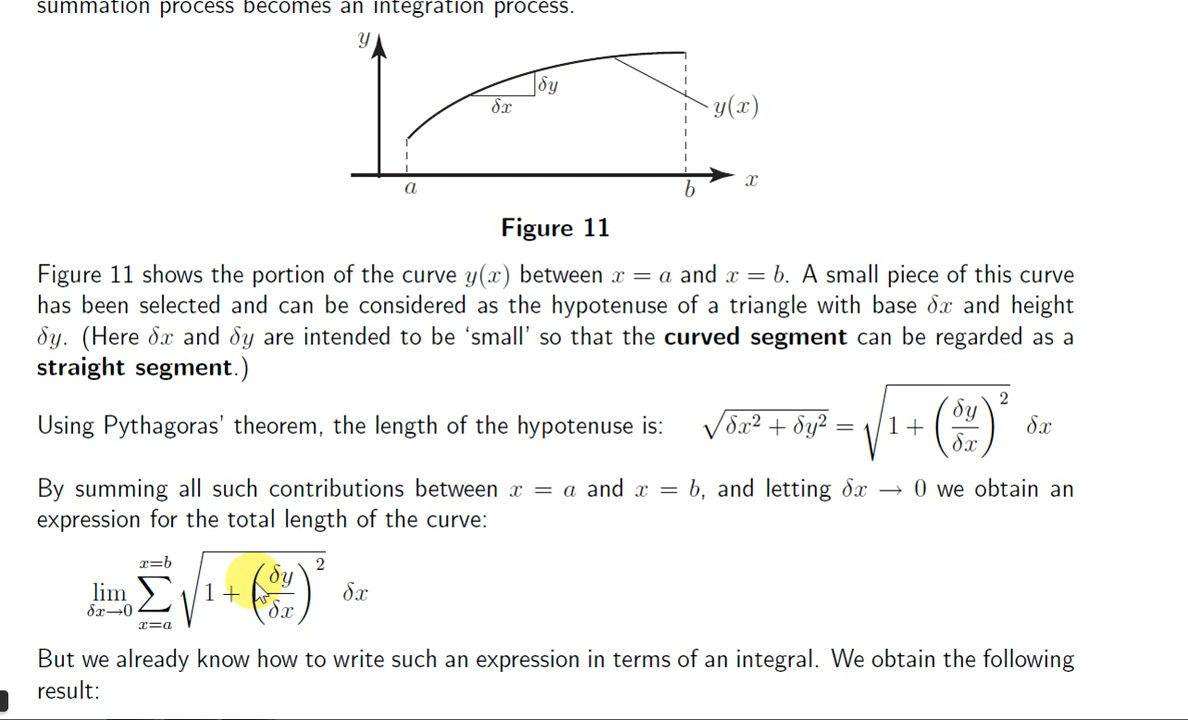 summation process becomes an integration process.
y
δy
δx
y(x)
a
b
x
Figure 11
Figure 11 shows the portion of the curve y(x) between x = a and x = b. A small piece of this curve
has been selected and can be considered as the hypotenuse of a triangle with base δx and height
δy. (Here δx and δy are intended to be ‘small’ so that the curved segment can be regarded as a
straight segment.)
Using Pythagoras’ theorem, the length of the hypotenuse is: √(δx² + δy²) = √(1 + (δy/δx)²) δx
By summing all such contributions between x = a and x = b, and letting δx → 0 we obtain an
expression for the total length of the curve:
lim δx→0 ∑ x=a x=b √(1 + (δy/δx)²) δx
But we already know how to write such an expression in terms of an integral. We obtain the following
result: